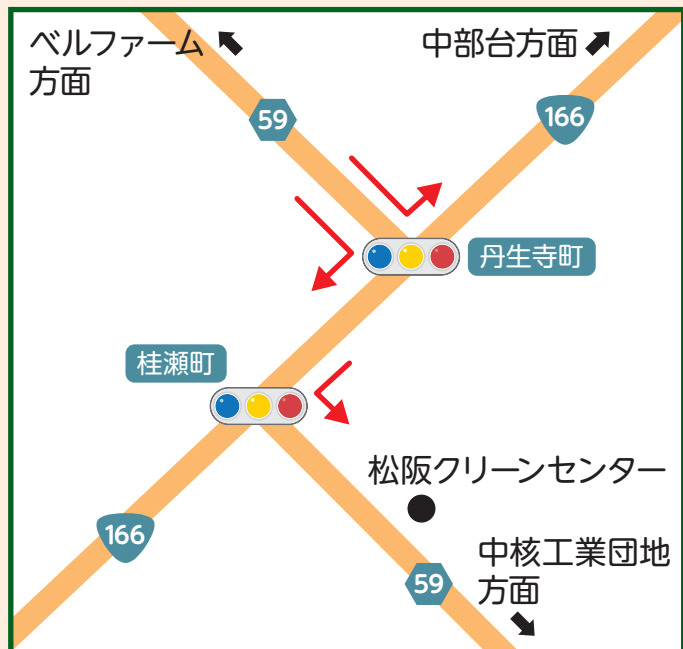 ベルファーム
方面
中部台方面
59
166
丹生寺町
桂瀬町
松阪クリーンセンター
166
中核工業団地
方面
59